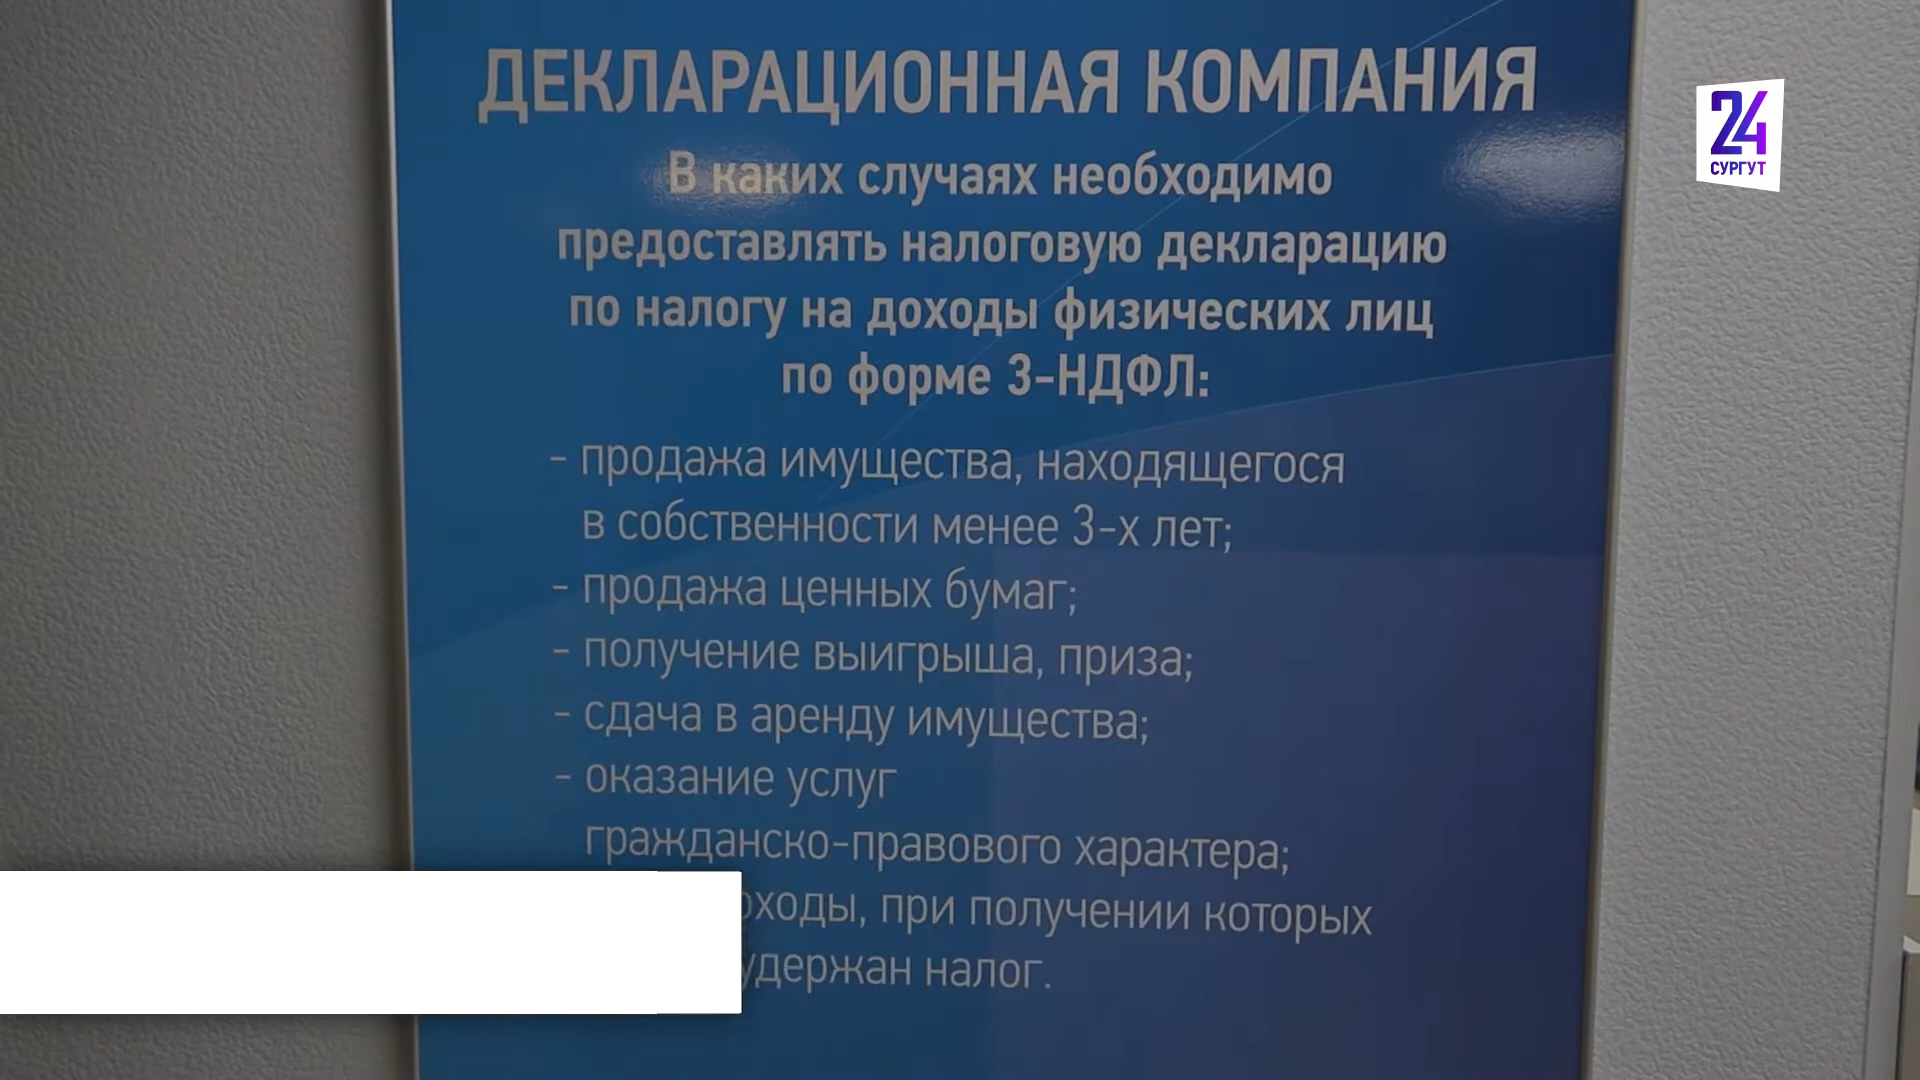 ДЕКЛАРАЦИОННАЯ КОМПАНИЯ
24
СУРГУТ
В каких случаях необходимо
предоставлять налоговую декларацию
по налогу на доходы физических лиц
по форме 3-НДФЛ:
- продажа имущества, находящегося
в собственности менее 3-х лет;
- продажа ценных бумаг;
- получение выигрыша, приза;
- сдача в аренду имущества;
- оказание услуг
гражданско-правового характера;
при получении которых
удержан налог.